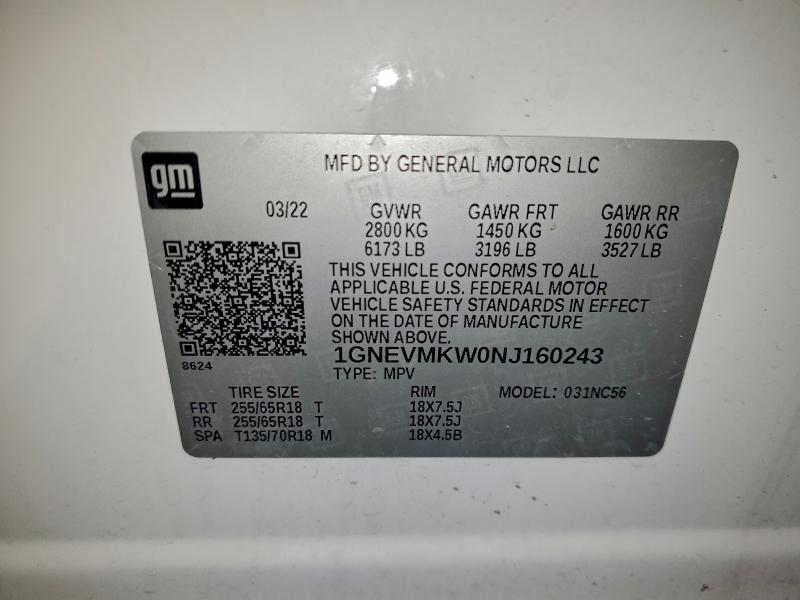 gm
MFD BY GENERAL MOTORS LLC
03/22 GVWR GAWR FRT GAWR RR
2800 KG 1450 KG 1600 KG
6173 LB 3196 LB 3527 LB
THIS VEHICLE CONFORMS TO ALL
APPLICABLE U.S. FEDERAL MOTOR
VEHICLE SAFETY STANDARDS IN EFFECT
ON THE DATE OF MANUFACTURE
SHOWN ABOVE.
8624
1GNEVMKW0NJ160243
TYPE: MPV
TIRE SIZE RIM MODEL: 031NC56
FRT 255/65R18 T 18X7.5J
RR 255/65R18 T 18X7.5J
SPA T135/70R18 M 18X4.5B